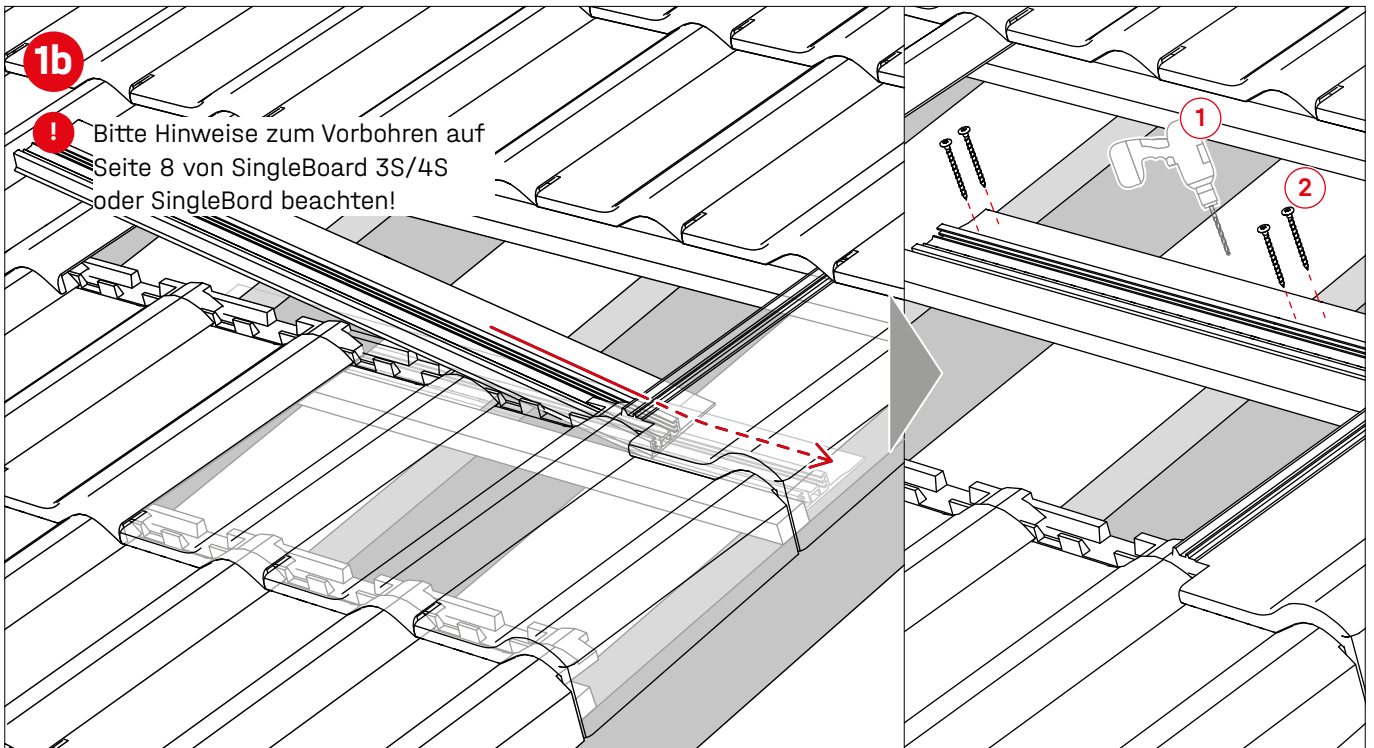 1b
! Bitte Hinweise zum Vorbohren auf
Seite 8 von SingleBoard 3S/4S
oder SingleBord beachten!
1
2